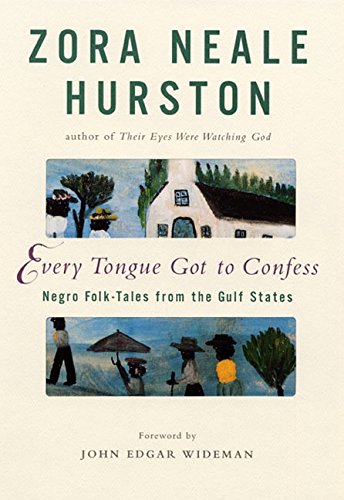 ZORA NEALE
HURSTON
author of Their Eyes Were Watching God
Every Tongue Got to Confess
Negro Folk-Tales from the Gulf States
Foreword by
JOHN EDGAR WIDEMAN